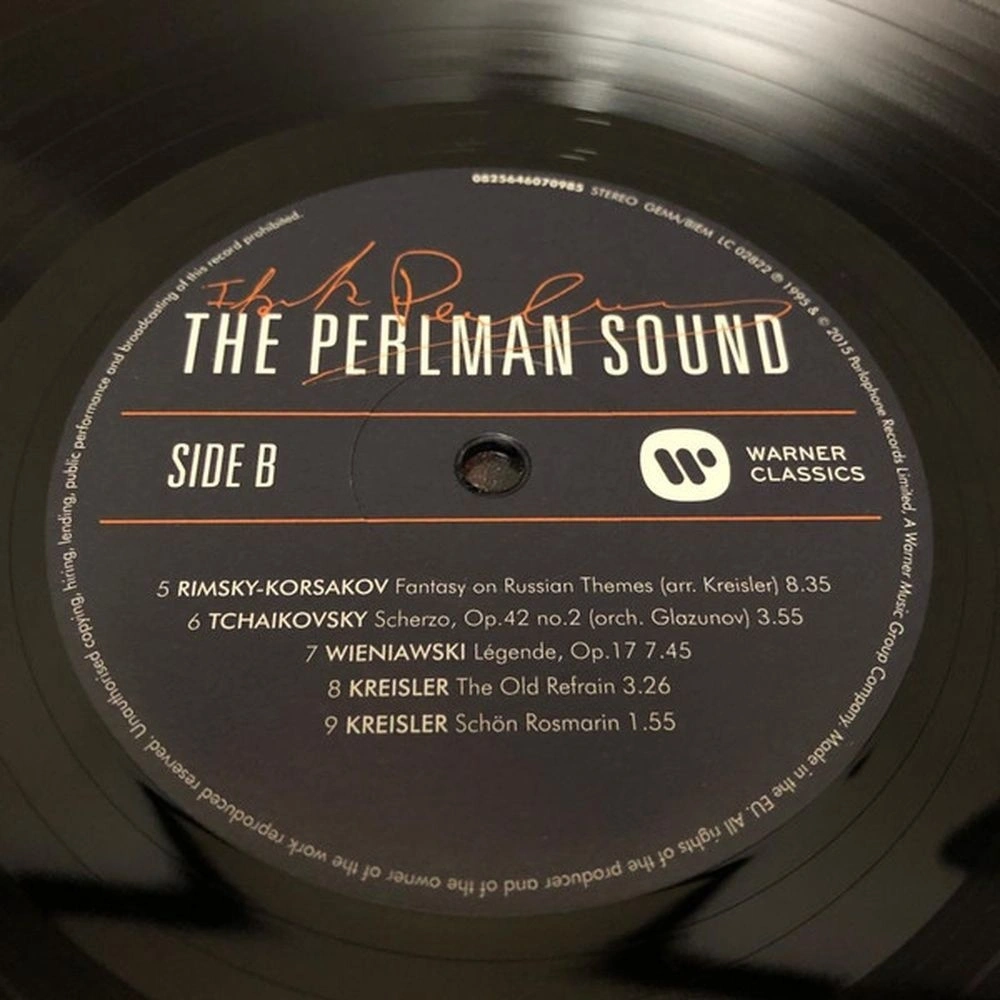 0825646070985 STEREO GEMA/BIEM LC 02822 ℗ 1995 & © 2015 Parlophone Records Limited, A Warner Music Group Company. Made in the EU. All rights of the producer and of the owner of the work reproduced reserved. Unauthorised copying, hiring, lending, public performance and broadcasting of this record prohibited.
Itzhak Perlman
THE PERLMAN SOUND
SIDE B
WARNER
CLASSICS
5 RIMSKY-KORSAKOV Fantasy on Russian Themes (arr. Kreisler) 8.35
6 TCHAIKOVSKY Scherzo, Op.42 no.2 (orch. Glazunov) 3.55
7 WIENIAWSKI Légende, Op.17 7.45
8 KREISLER The Old Refrain 3.26
9 KREISLER Schön Rosmarin 1.55